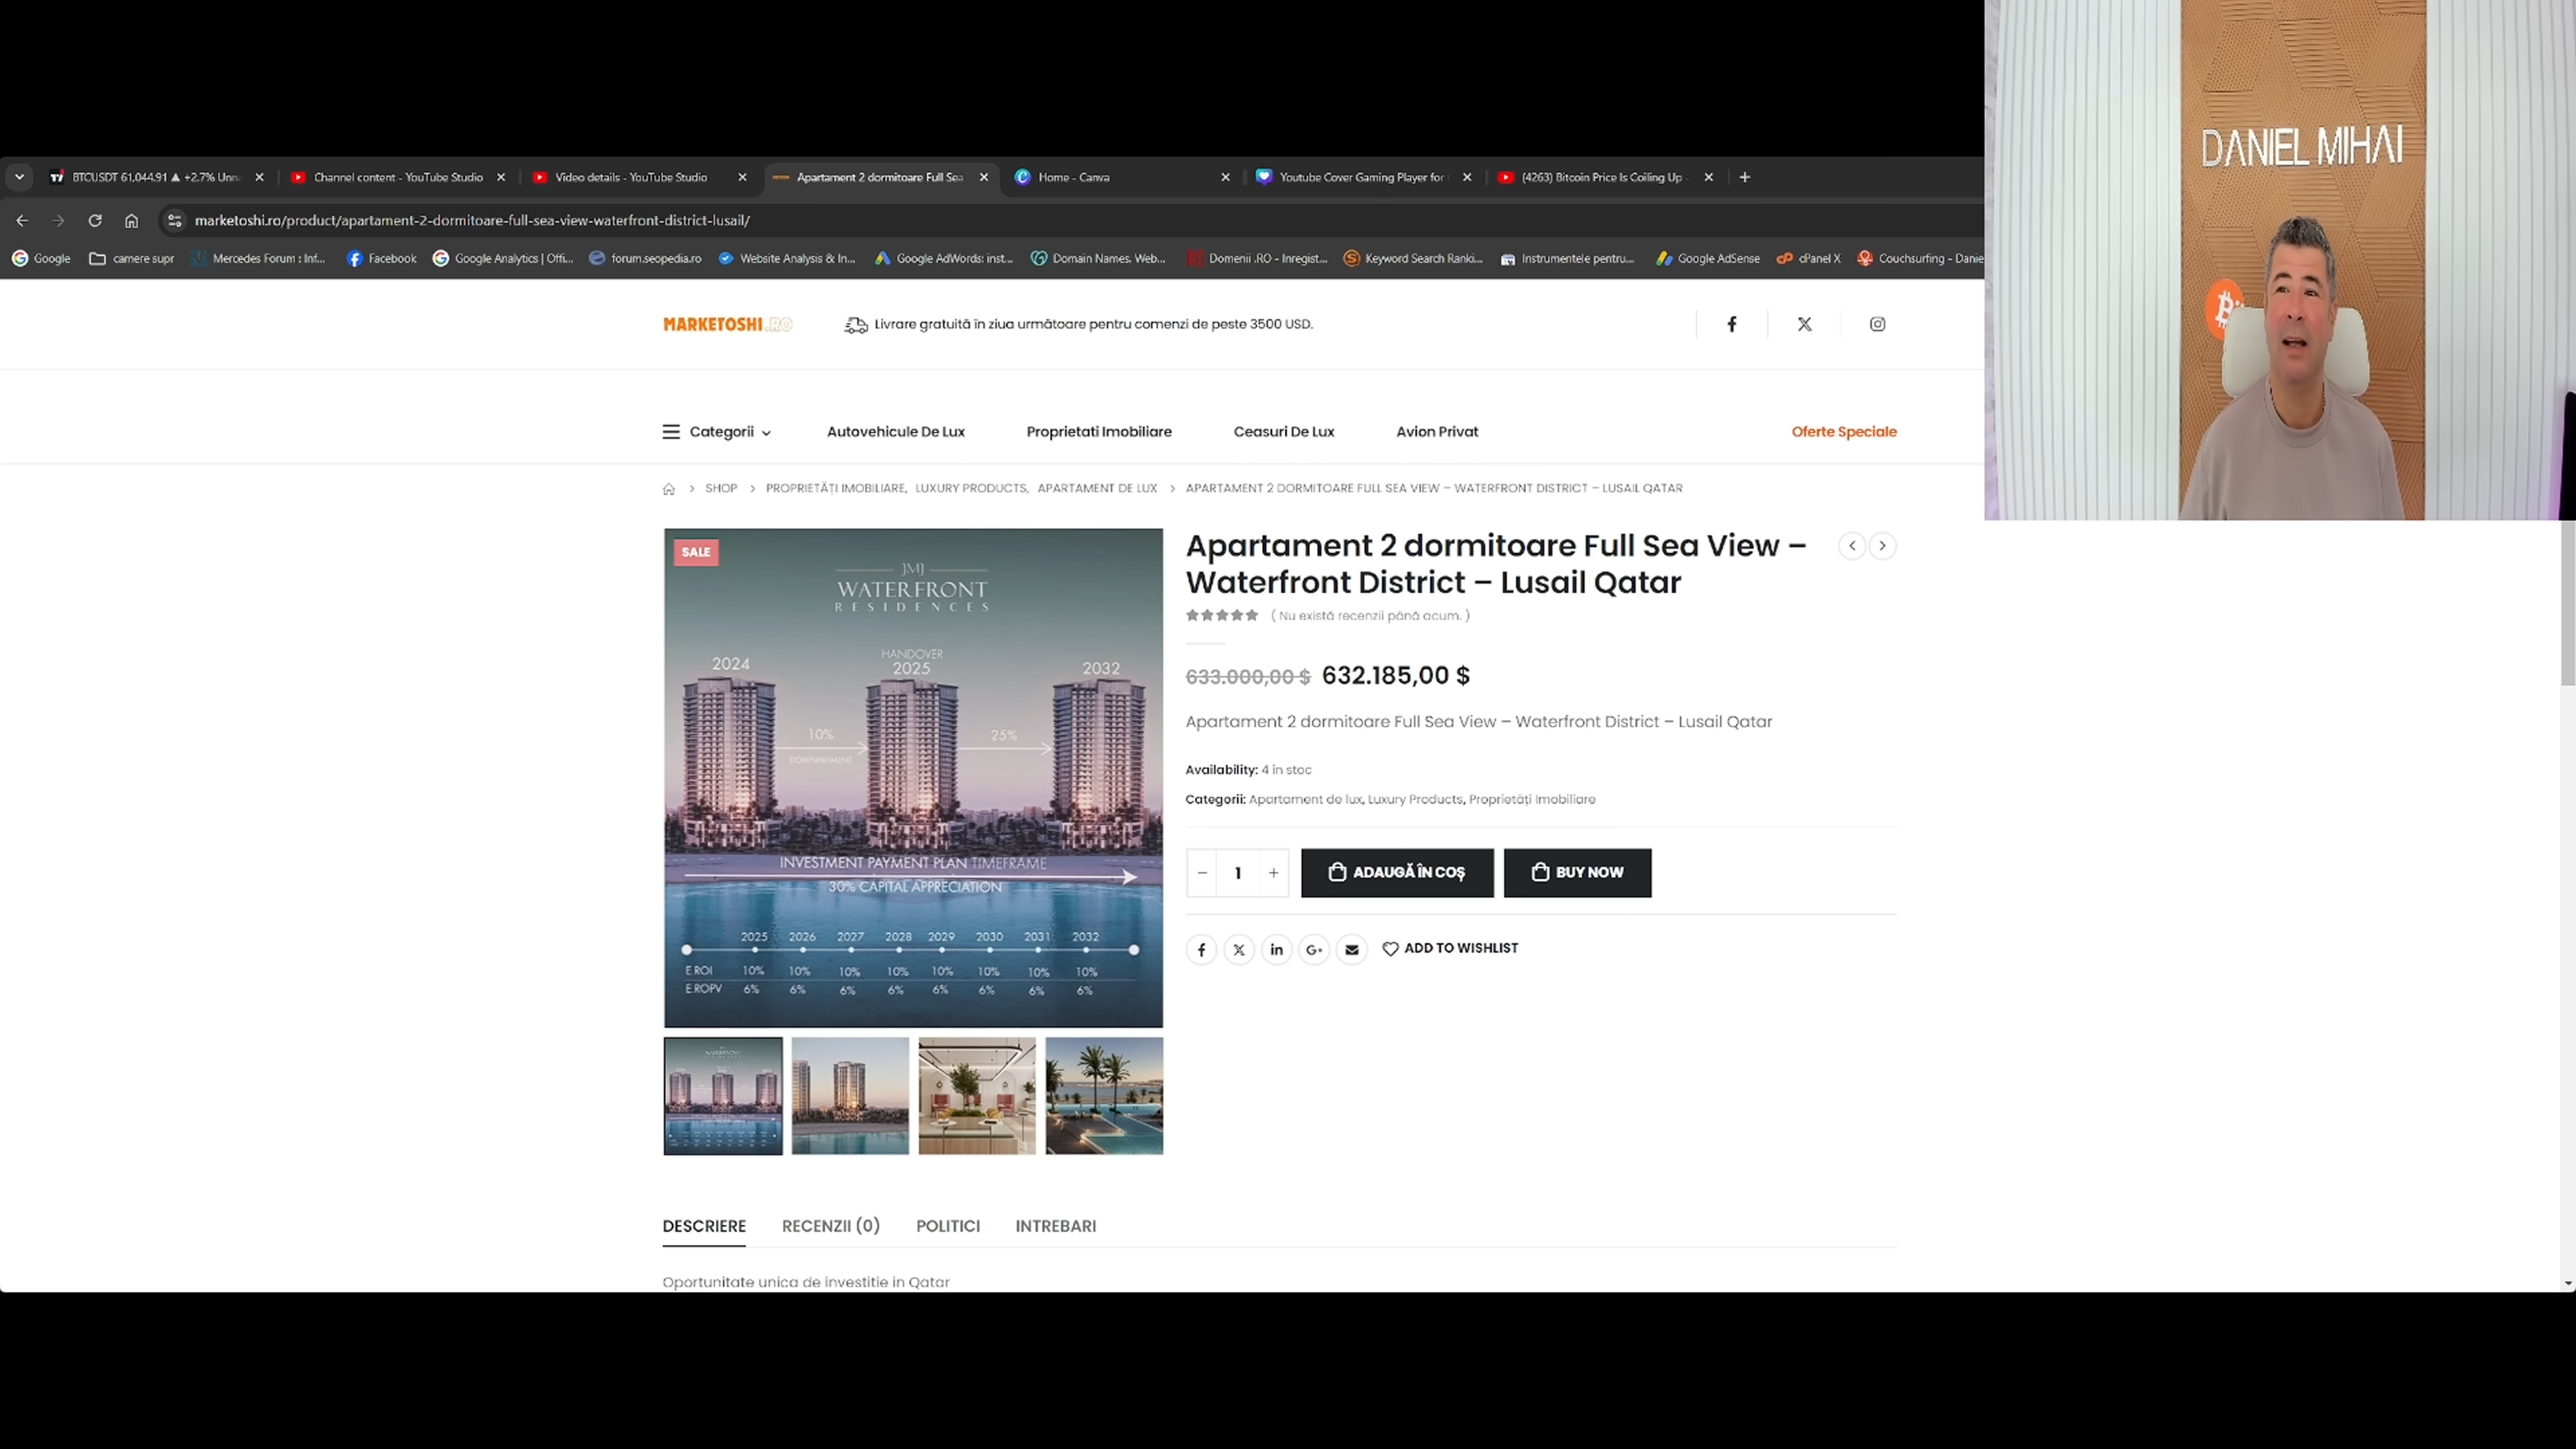 DANIEL MIHAI
BTCUSDT 61,044.91 ▲ +2.7% Unn
Channel content - YouTube Studio
Video details - YouTube Studio
Apartament 2 dormitoare Full Sea
Home - Canva
Youtube Cover Gaming Player for
(4263) Bitcoin Price Is Coiling Up -
marketoshi.ro/product/apartament-2-dormitoare-full-sea-view-waterfront-district-lusail/
Google
camere supr
Mercedes Forum : Inf...
Facebook
Google Analytics | Offi...
forum.seopedia.ro
Website Analysis & In...
Google AdWords: inst...
Domain Names. Web...
Domenii .RO - Inregist...
Keyword Search Ranki...
Instrumentele pentru...
Google AdSense
cPanel X
Couchsurfing - Danie
MARKETOSHI.RO
Livrare gratuită în ziua următoare pentru comenzi de peste 3500 USD.
Categorii
Autovehicule De Lux
Proprietati Imobiliare
Ceasuri De Lux
Avion Privat
Oferte Speciale
SHOP > PROPRIETĂȚI IMOBILIARE, LUXURY PRODUCTS, APARTAMENT DE LUX > APARTAMENT 2 DORMITOARE FULL SEA VIEW – WATERFRONT DISTRICT – LUSAIL QATAR
SALE
JMJ
WATERFRONT
RESIDENCES
2024
HANDOVER
2025
2032
10%
DOWNPAYMENT
25%
INVESTMENT PAYMENT PLAN TIMEFRAME
30% CAPITAL APPRECIATION
2025 2026 2027 2028 2029 2030 2031 2032
E.ROI 10% 10% 10% 10% 10% 10% 10% 10%
E.ROPV 6% 6% 6% 6% 6% 6% 6% 6%
Apartament 2 dormitoare Full Sea View –
Waterfront District – Lusail Qatar
( Nu există recenzii până acum. )
633.000,00 $ 632.185,00 $
Apartament 2 dormitoare Full Sea View – Waterfront District – Lusail Qatar
Availability: 4 în stoc
Categorii: Apartament de lux, Luxury Products, Proprietăți Imobiliare
- 1 +
ADAUGĂ ÎN COȘ
BUY NOW
ADD TO WISHLIST
DESCRIERE
RECENZII (0)
POLITICI
INTREBARI
Oportunitate unica de investitie in Qatar